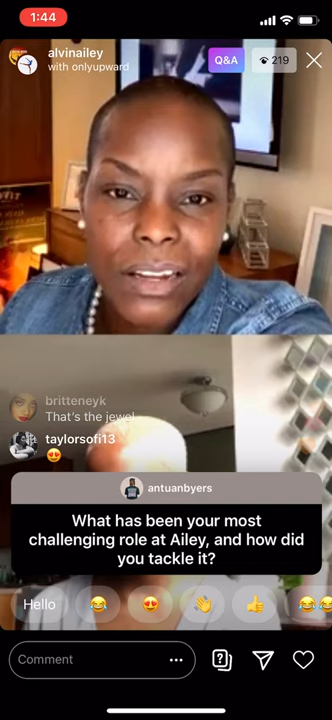 1:44
alvinailey
with onlyupward
Q&A
219
britteneyk
That's the jewel
taylorsofi13
antuanbyers
What has been your most
challenging role at Ailey, and how did
you tackle it?
Hello
Comment